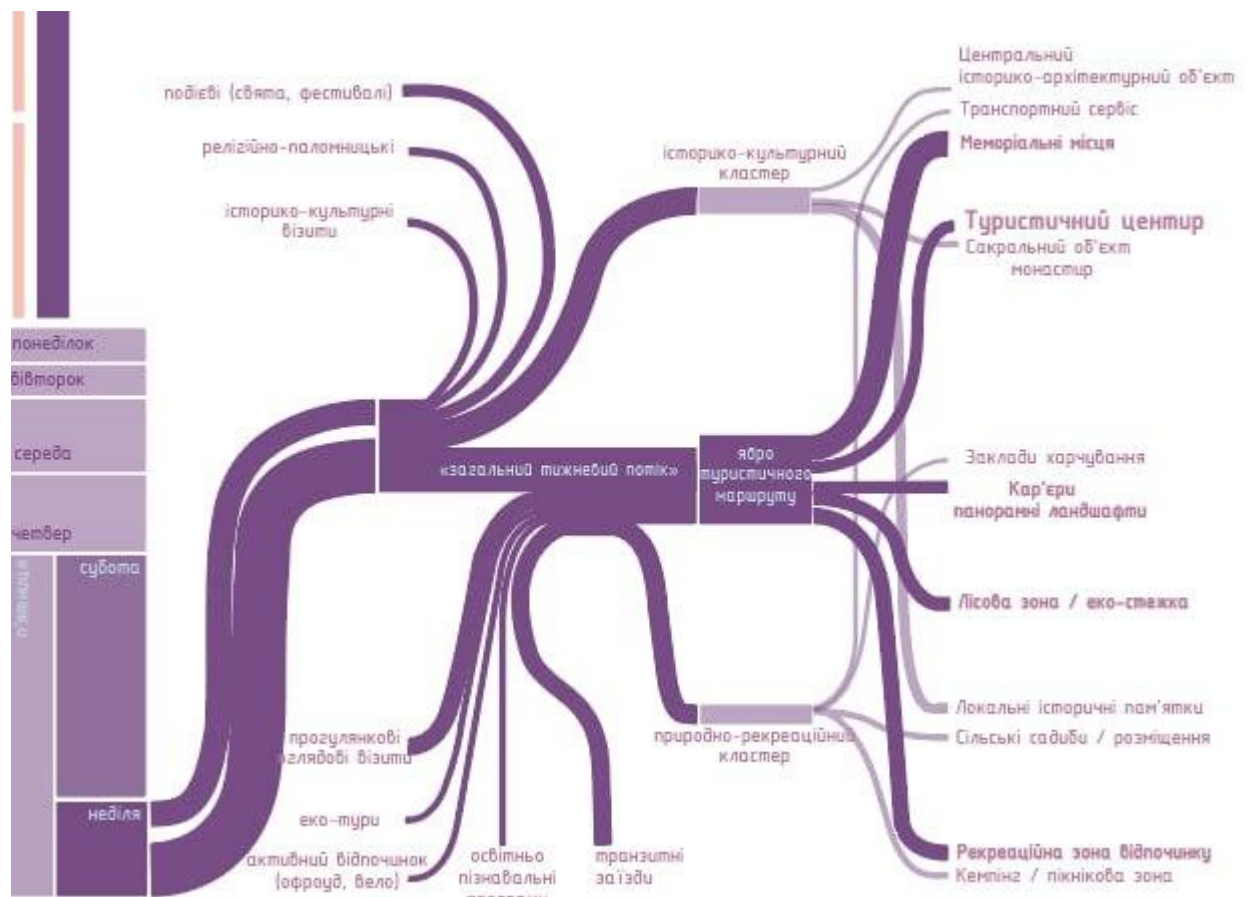 подієві (свята, фестивалі)
релігійно-паломницькі
історико-культурні
візити
історико-культурний
кластер
Центральний
історико-архітектурний об'єкт
Транспортний сервіс
Меморіальні місця
Туристичний центир
Сакральний об'єкт
монастир
понеділок
вівторок
середа
четвер
п'ятниця
субота
неділя
«загальний тижневий потік»
ядро
туристичного
маршруту
Заклади харчування
Кар'єри
панорамні ландшафти
Лісова зона / еко-стежка
Локальні історичні пам'ятки
Сільські садиби / розміщення
природно-рекреаційний
кластер
Рекреаційна зона відпочинку
Кемпінг / пікнікова зона
прогулянкові
оглядові візити
еко-тури
активний відпочинок
(офроуд, вело)
освітньо
пізнавальні
транзитні
заїзди